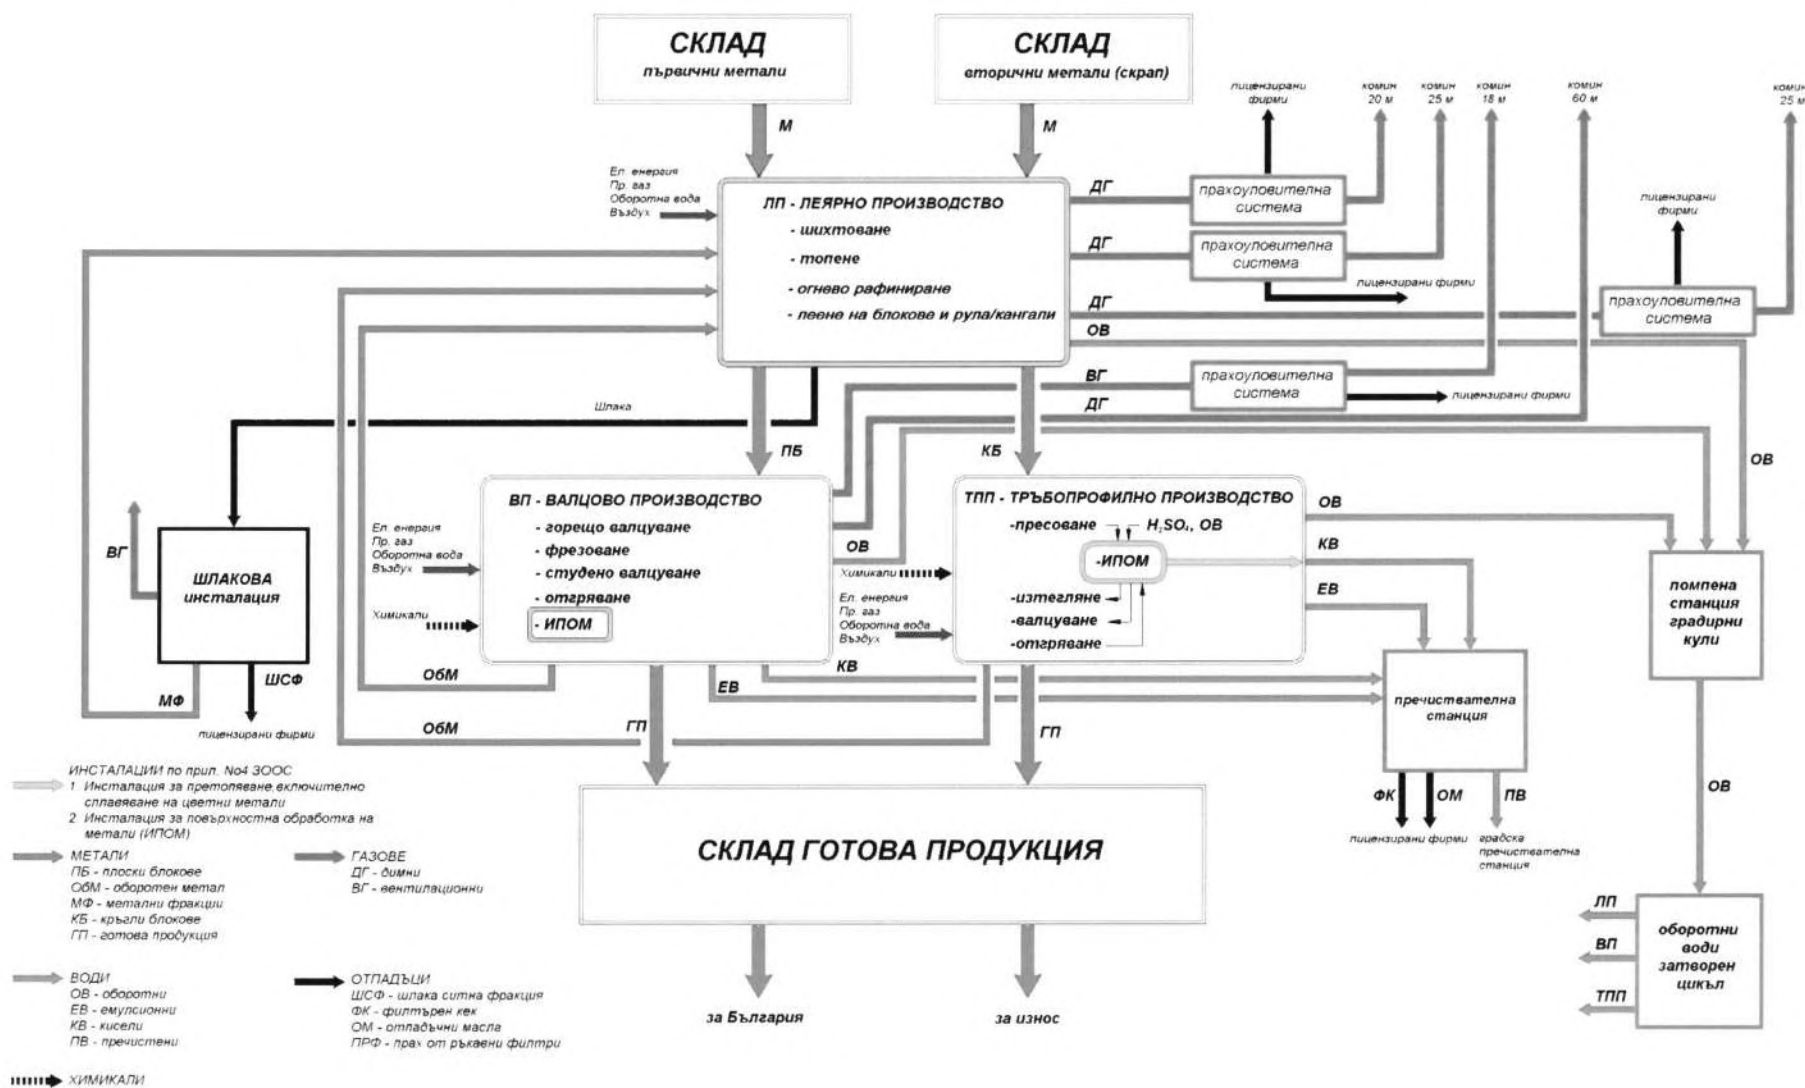 СКЛАД
първични метали
СКЛАД
вторични метали (скрап)
М
М
лицензирани
фирми
комин
20 м
комин
25 м
комин
18 м
комин
60 м
комин
25 м
Ел. енергия
Пр. газ
Оборотна вода
Въздух
ЛП - ЛЕЯРНО ПРОИЗВОДСТВО
- шихтоване
- топене
- огнево рафиниране
- леене на блокове и рула/кангали
ДГ
прахоуловителна
система
ДГ
прахоуловителна
система
лицензирани фирми
лицензирани
фирми
ДГ
прахоуловителна
система
ОВ
ВГ
прахоуловителна
система
лицензирани фирми
ДГ
Шлака
ПБ
КБ
ОВ
ВГ
ШЛАКОВА
инсталация
МФ
ШСФ
лицензирани фирми
Ел. енергия
Пр. газ
Оборотна вода
Въздух
Химикали
ВП - ВАЛЦОВО ПРОИЗВОДСТВО
- горещо валцуване
- фрезоване
- студено валцуване
- отгряване
- ИПОМ
ОВ
Химикали
Ел. енергия
Пр. газ
Оборотна вода
Въздух
ТПП - ТРЪБОПРОФИЛНО ПРОИЗВОДСТВО
-пресоване
H₂SO₄, ОВ
-ИПОМ
-изтегляне
-валцуване
-отгряване
ОВ
КВ
ЕВ
помпена
станция
градирни
кули
ОбМ
ЕВ
КВ
ОбМ
ГП
ГП
пречиствателна
станция
ФК
ОМ
ПВ
лицензирани фирми
градска
пречиствателна
станция
ОВ
СКЛАД ГОТОВА ПРОДУКЦИЯ
за България
за износ
ЛП
ВП
ТПП
оборотни
води
затворен
цикъл
ИНСТАЛАЦИИ по прил. No4 ЗООС
1. Инсталация за претопяване, включително
сплавяване на цветни метали
2. Инсталация за повърхностна обработка на
метали (ИПОМ)
МЕТАЛИ
ПБ - плоски блокове
ОбМ - оборотен метал
МФ - метални фракции
КБ - кръгли блокове
ГП - готова продукция
ГАЗОВЕ
ДГ - димни
ВГ - вентилационни
ВОДИ
ОВ - оборотни
ЕВ - емулсионни
КВ - кисели
ПВ - пречистени
ОТПАДЪЦИ
ШСФ - шлака ситна фракция
ФК - филтърен кек
ОМ - отпадъчни масла
ПРФ - прах от ръкавни филтри
ХИМИКАЛИ